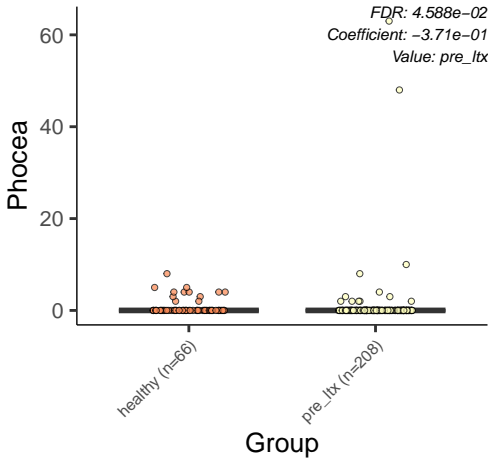 FDR: 4.588e−02
Coefficient: −3.71e−01
Value: pre_ltx
60
40
20
0
Phocea
healthy (n=66)
pre_ltx (n=208)
Group